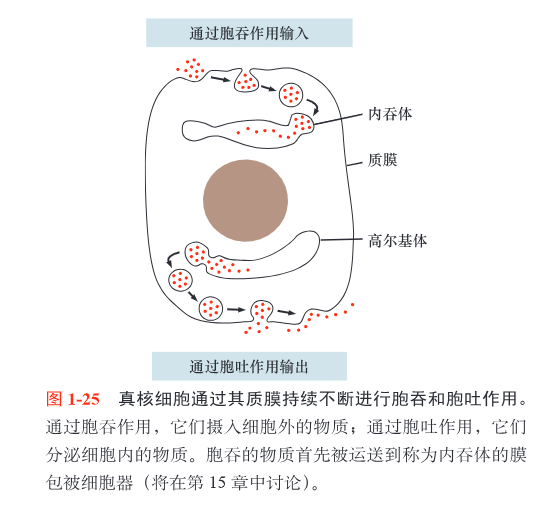 通过胞吞作用输入
内吞体
质膜
高尔基体
通过胞吐作用输出
图 1-25 真核细胞通过其质膜持续不断进行胞吞和胞吐作用。
通过胞吞作用，它们摄入细胞外的物质；通过胞吐作用，它们
分泌细胞内的物质。胞吞的物质首先被运送到称为内吞体的膜
包被细胞器（将在第 15 章中讨论）。